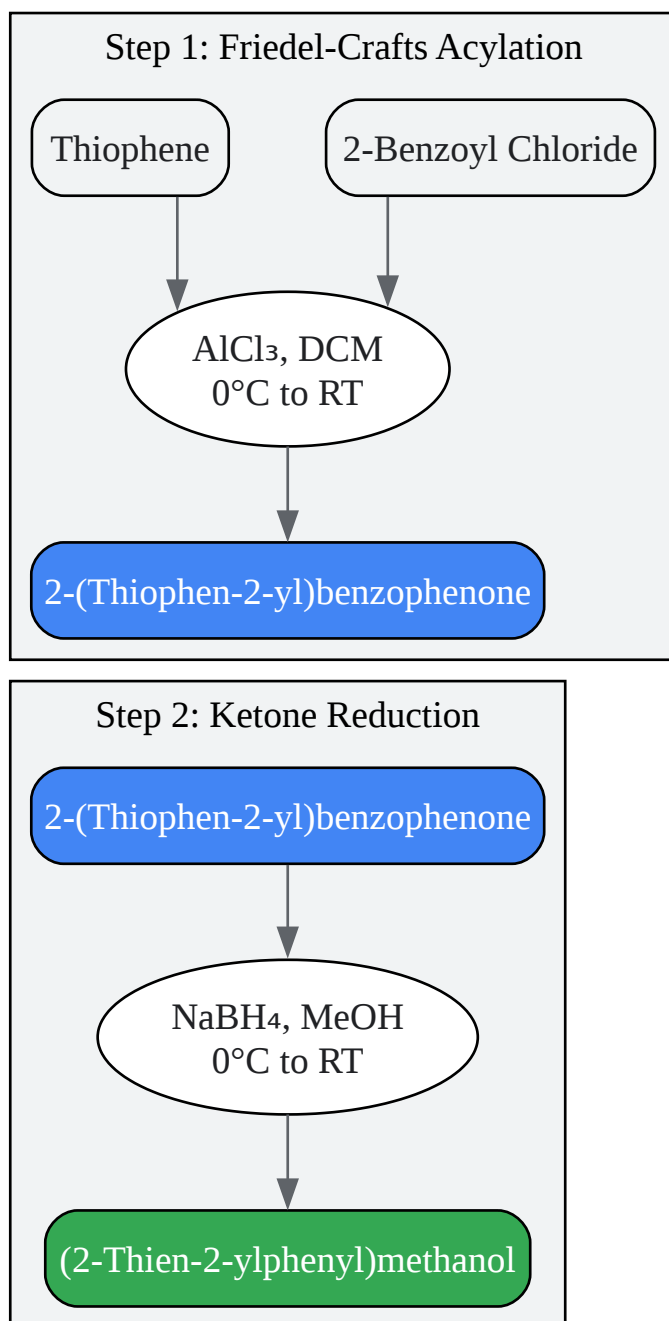 Step 1: Friedel-Crafts Acylation
Thiophene
2-Benzoyl Chloride
AlCl₃, DCM
0°C to RT
2-(Thiophen-2-yl)benzophenone
Step 2: Ketone Reduction
2-(Thiophen-2-yl)benzophenone
NaBH₄, MeOH
0°C to RT
(2-Thien-2-ylphenyl)methanol